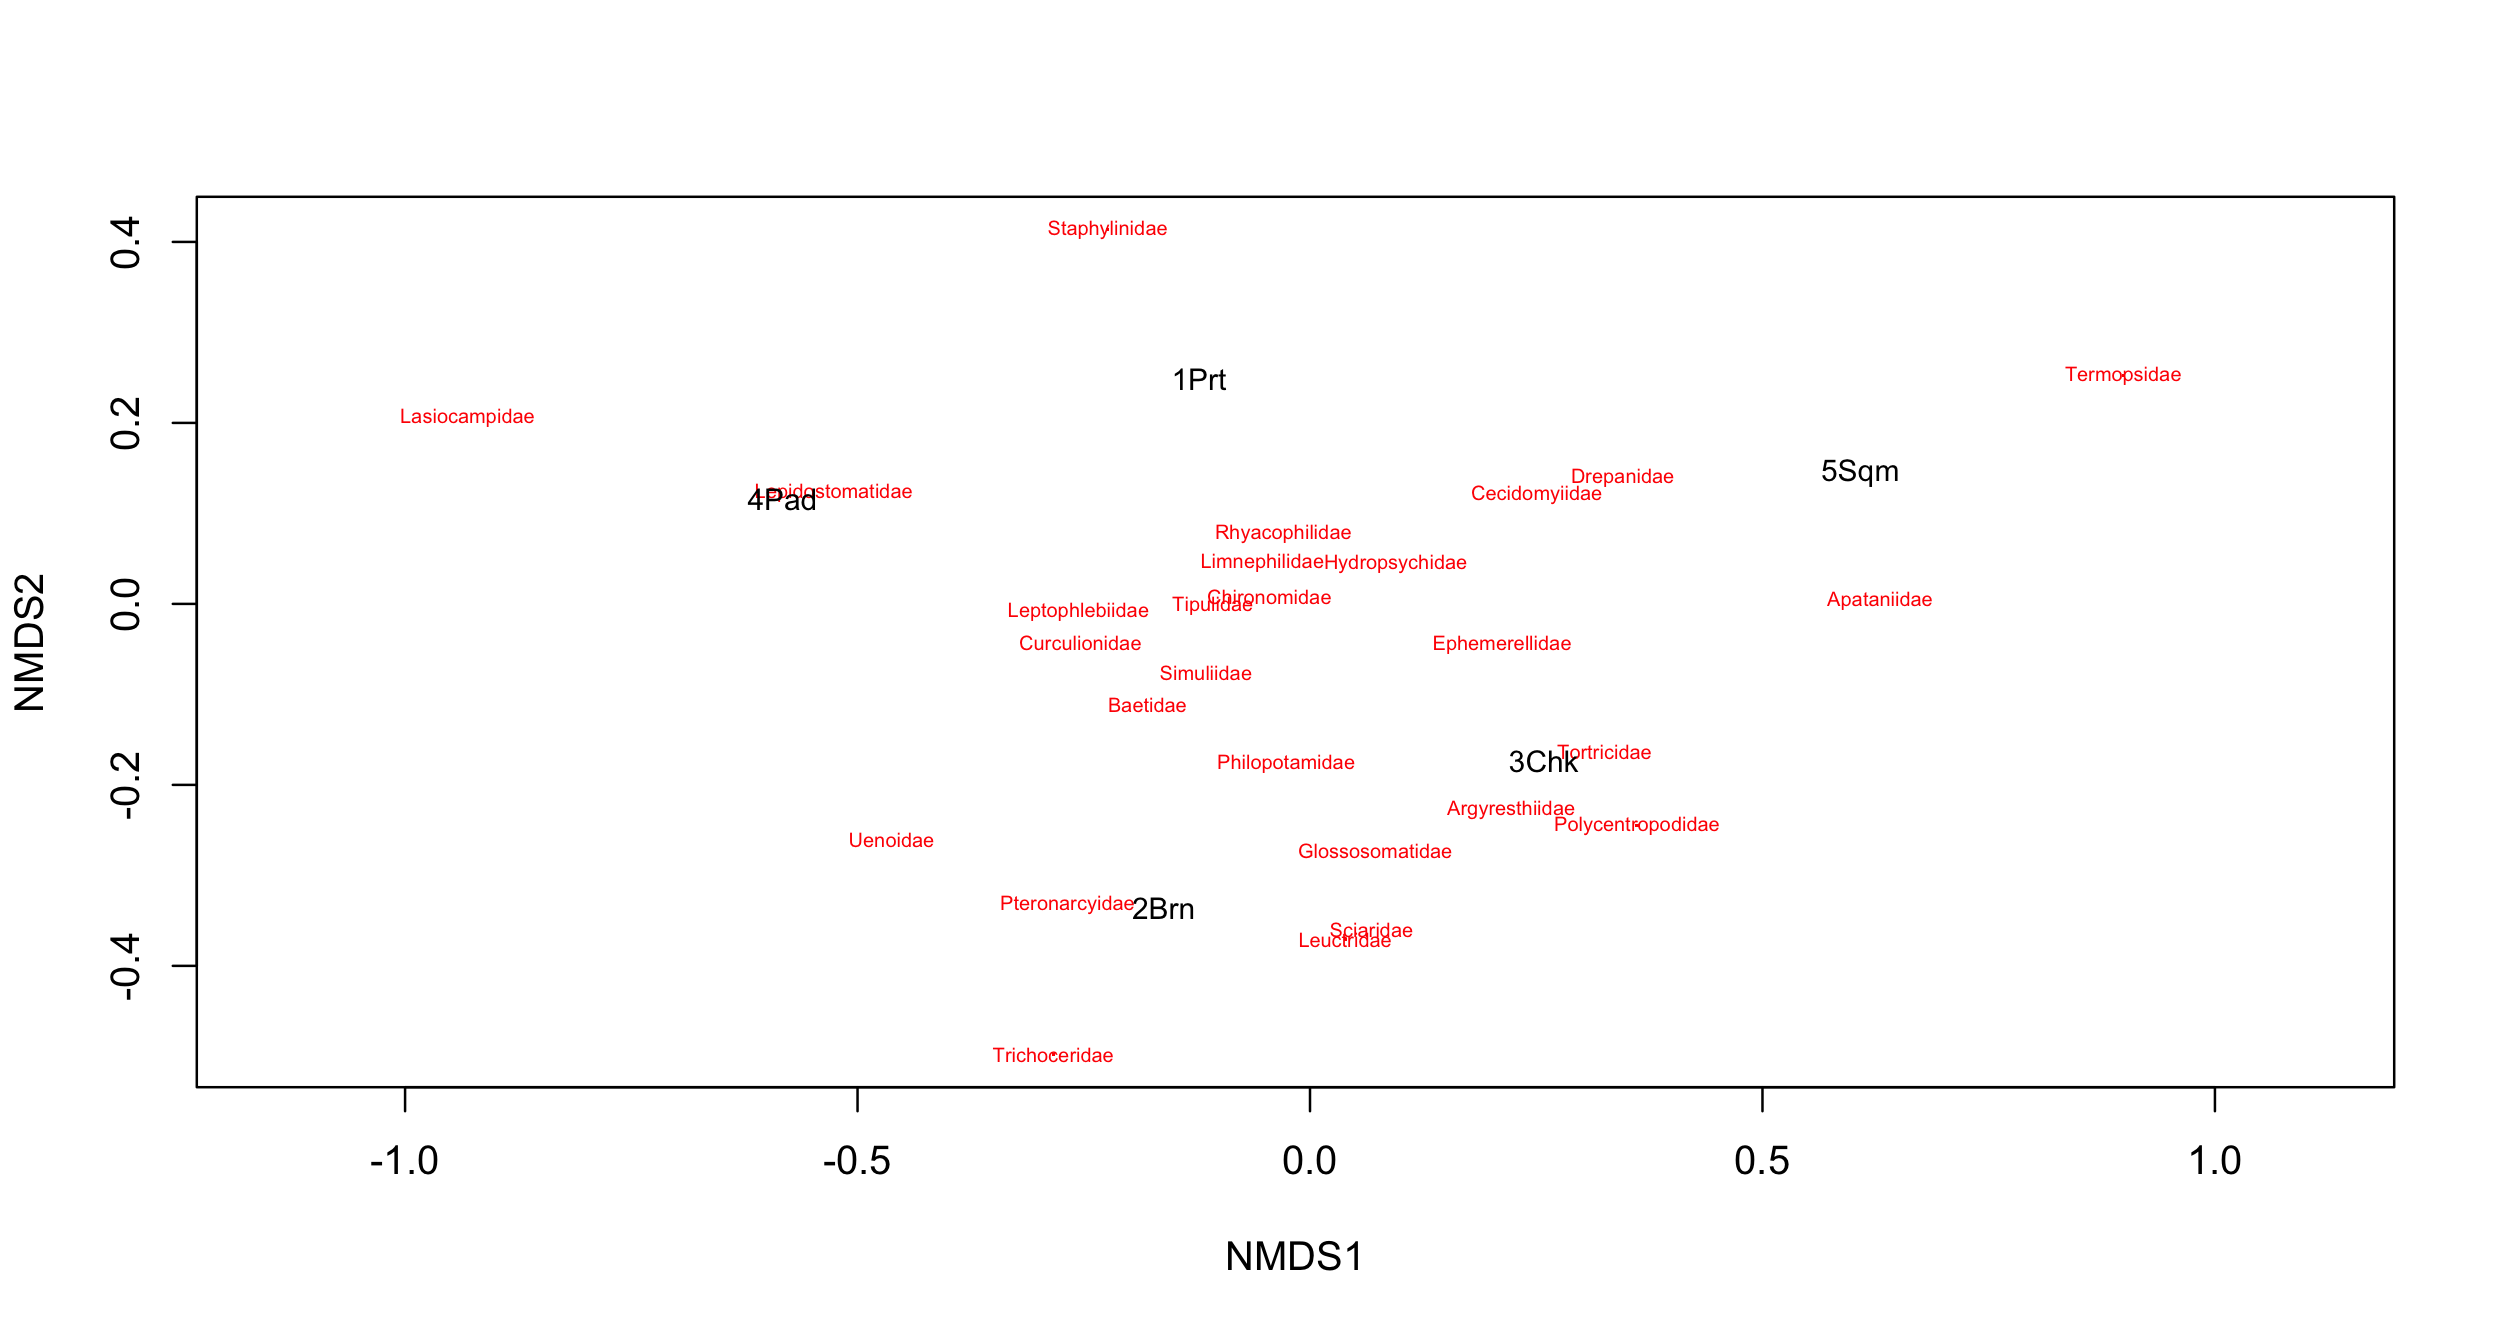 Staphylinidae
0.4
1Prt
Termopsidae
Lasiocampidae
0.2
5Sqm
Drepanidae
Lepidostomatidae
Cecidomyiidae
4Pad
Rhyacophilidae
Limnephilidae
Hydropsychidae
Chironomidae
Apataniidae
Tipulidae
0.0
Leptophlebiidae
Curculionidae
Ephemerellidae
NMDS2
Simuliidae
Baetidae
Tortricidae
Philopotamidae
3Chk
-0.2
Argyresthiidae
Polycentropodidae
Uenoidae
Glossosomatidae
Pteronarcyidae
2Brn
Sciaridae
Leuctridae
-0.4
Trichoceridae
-1.0 -0.5 0.0 0.5 1.0
NMDS1